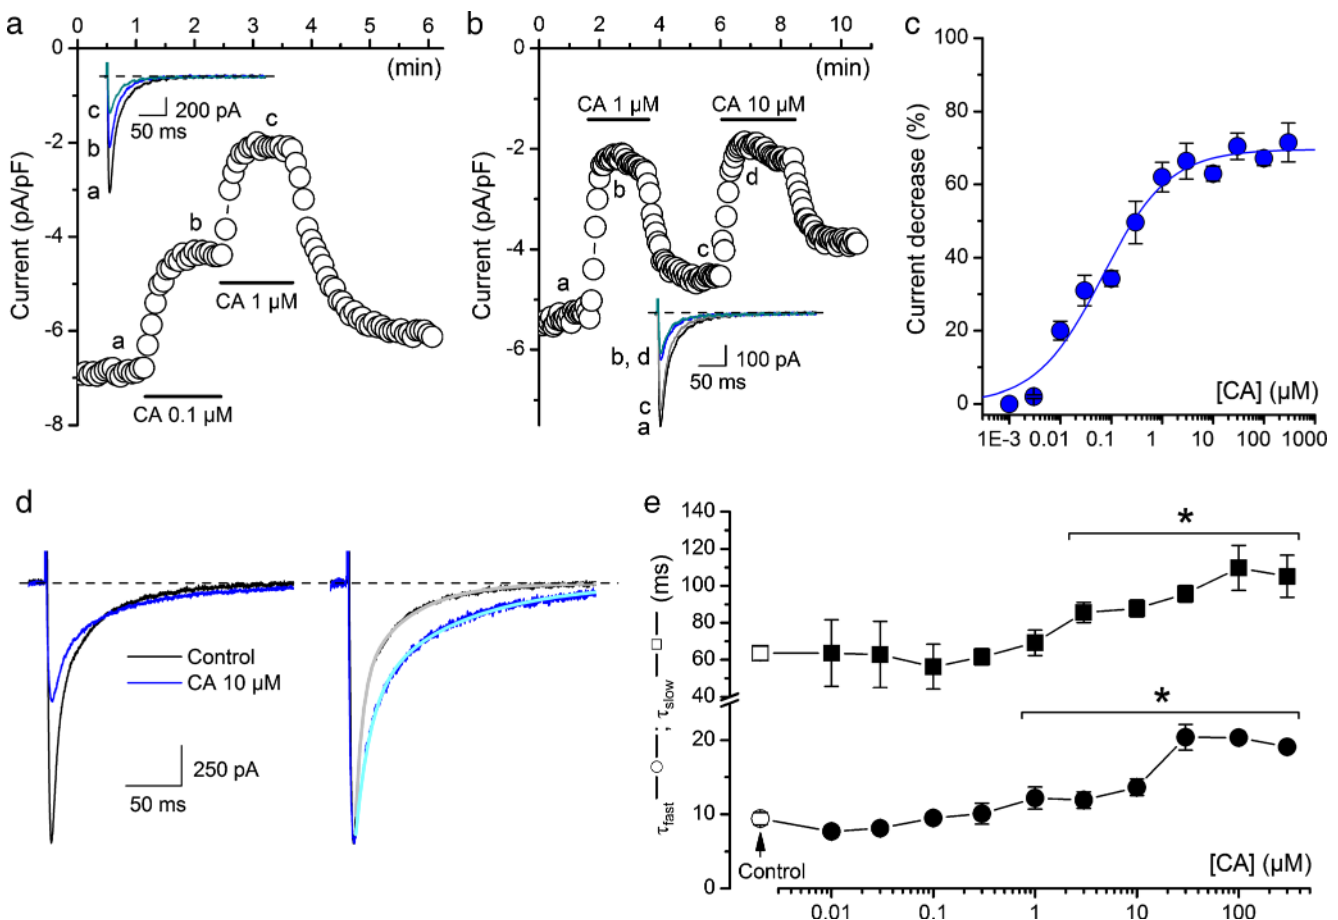 a
0 1 2 3 4 5 6
(min)
0
-2
-4
-6
-8
Current (pA/pF)
c
b
a
200 pA
50 ms
c
b
a
CA 1 µM
CA 0.1 µM
b
0 2 4 6 8 10
(min)
0
-2
-4
-6
Current (pA/pF)
CA 1 µM
CA 10 µM
a
b
c
d
b, d
c
a
100 pA
50 ms
c
100
80
60
40
20
0
Current decrease (%)
[CA] (µM)
1E-3 0.01 0.1 1 10 100 1000
d
Control
CA 10 µM
250 pA
50 ms
e
140
120
100
80
60
40
20
10
0
τfast —○—; τslow —□— (ms)
*
*
Control
[CA] (µM)
0.01 0.1 1 10 100